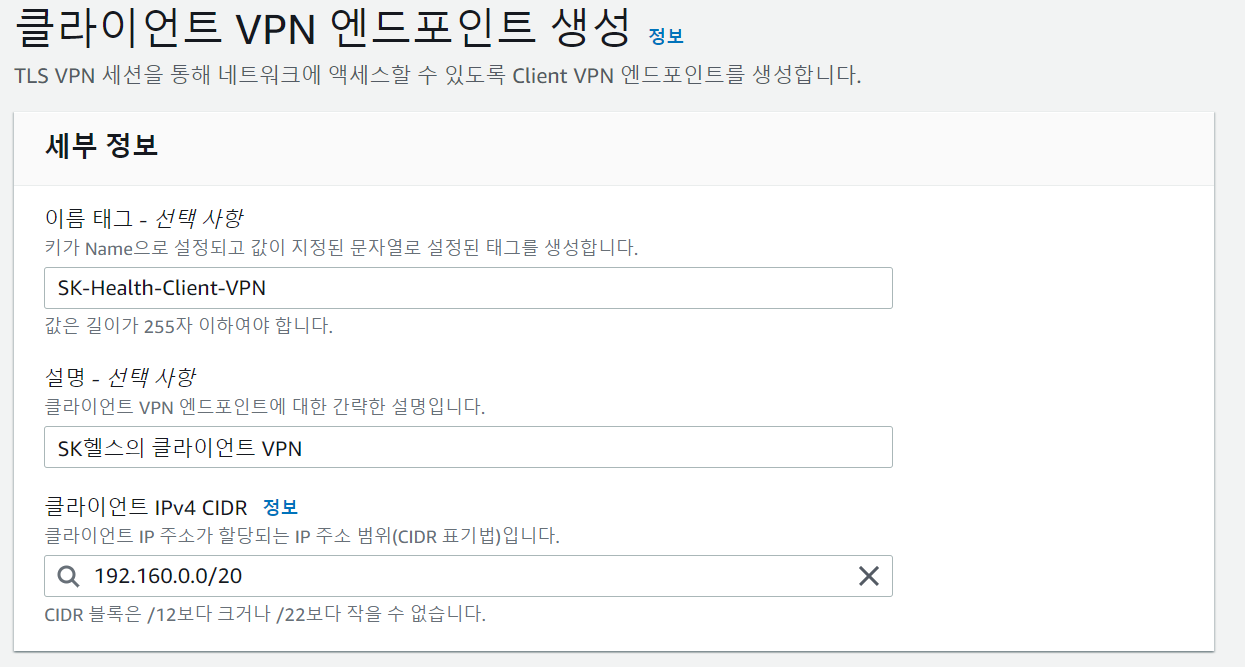 클라이언트 VPN 엔드포인트 생성 정보
TLS VPN 세션을 통해 네트워크에 액세스할 수 있도록 Client VPN 엔드포인트를 생성합니다.
세부 정보
이름 태그 - 선택 사항
키가 Name으로 설정되고 값이 지정된 문자열로 설정된 태그를 생성합니다.
SK-Health-Client-VPN
값은 길이가 255자 이하여야 합니다.
설명 - 선택 사항
클라이언트 VPN 엔드포인트에 대한 간략한 설명입니다.
SK헬스의 클라이언트 VPN
클라이언트 IPv4 CIDR 정보
클라이언트 IP 주소가 할당되는 IP 주소 범위(CIDR 표기법)입니다.
192.160.0.0/20
CIDR 블록은 /12보다 크거나 /22보다 작을 수 없습니다.